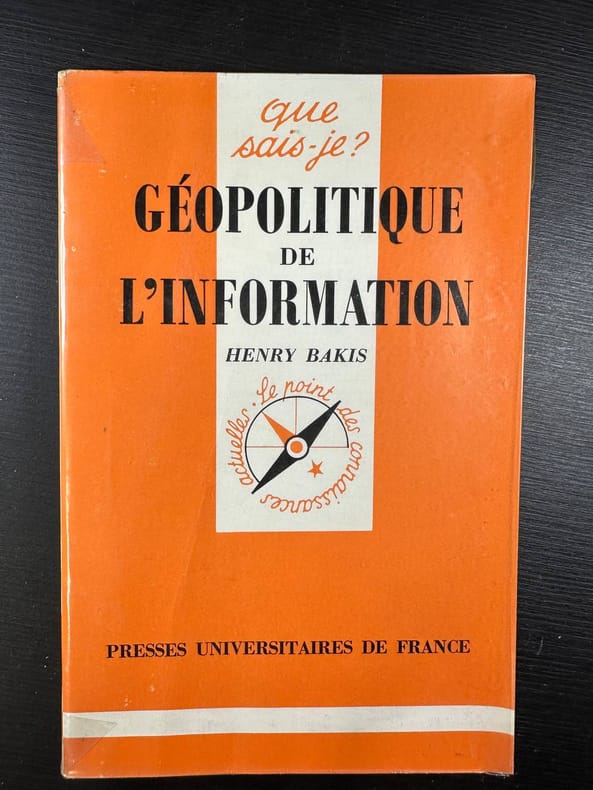 que
sais-je?
GÉOPOLITIQUE
DE
L'INFORMATION
HENRY BAKIS
Le point des connaissances actuelles.
PRESSES UNIVERSITAIRES DE FRANCE